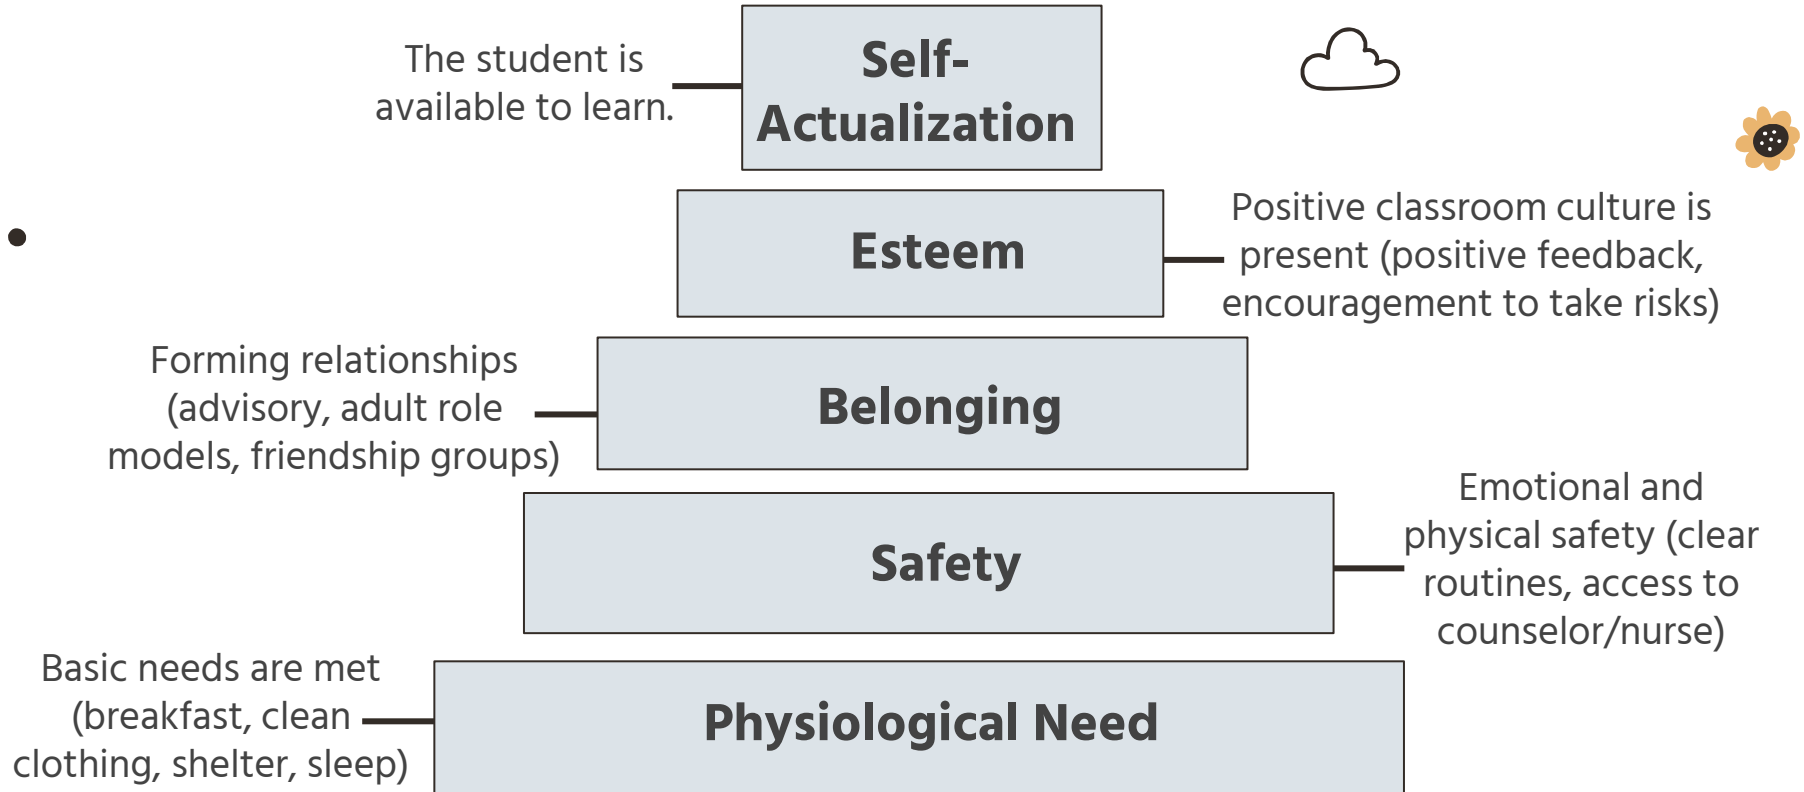 The student is
available to learn.
Self-
Actualization
Esteem
Positive classroom culture is
present (positive feedback,
encouragement to take risks)
Forming relationships
(advisory, adult role
models, friendship groups)
Belonging
Safety
Emotional and
physical safety (clear
routines, access to
counselor/nurse)
Basic needs are met
(breakfast, clean
clothing, shelter, sleep)
Physiological Need